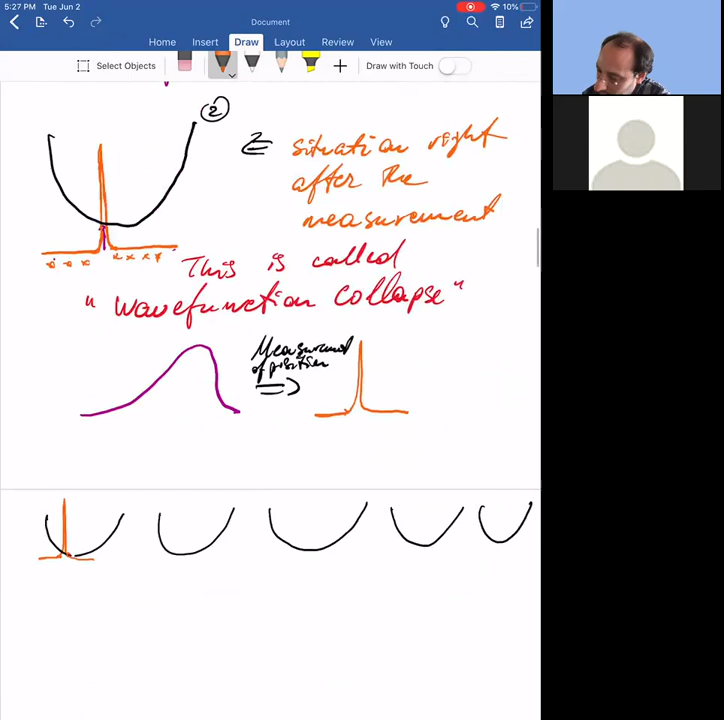 5:27 PM Tue Jun 2
10%
Document
Home Insert Draw Layout Review View
Select Objects
Draw with Touch
2
situation right
after the
measurement
This is called
"wavefunction collapse"
Measurement
of position